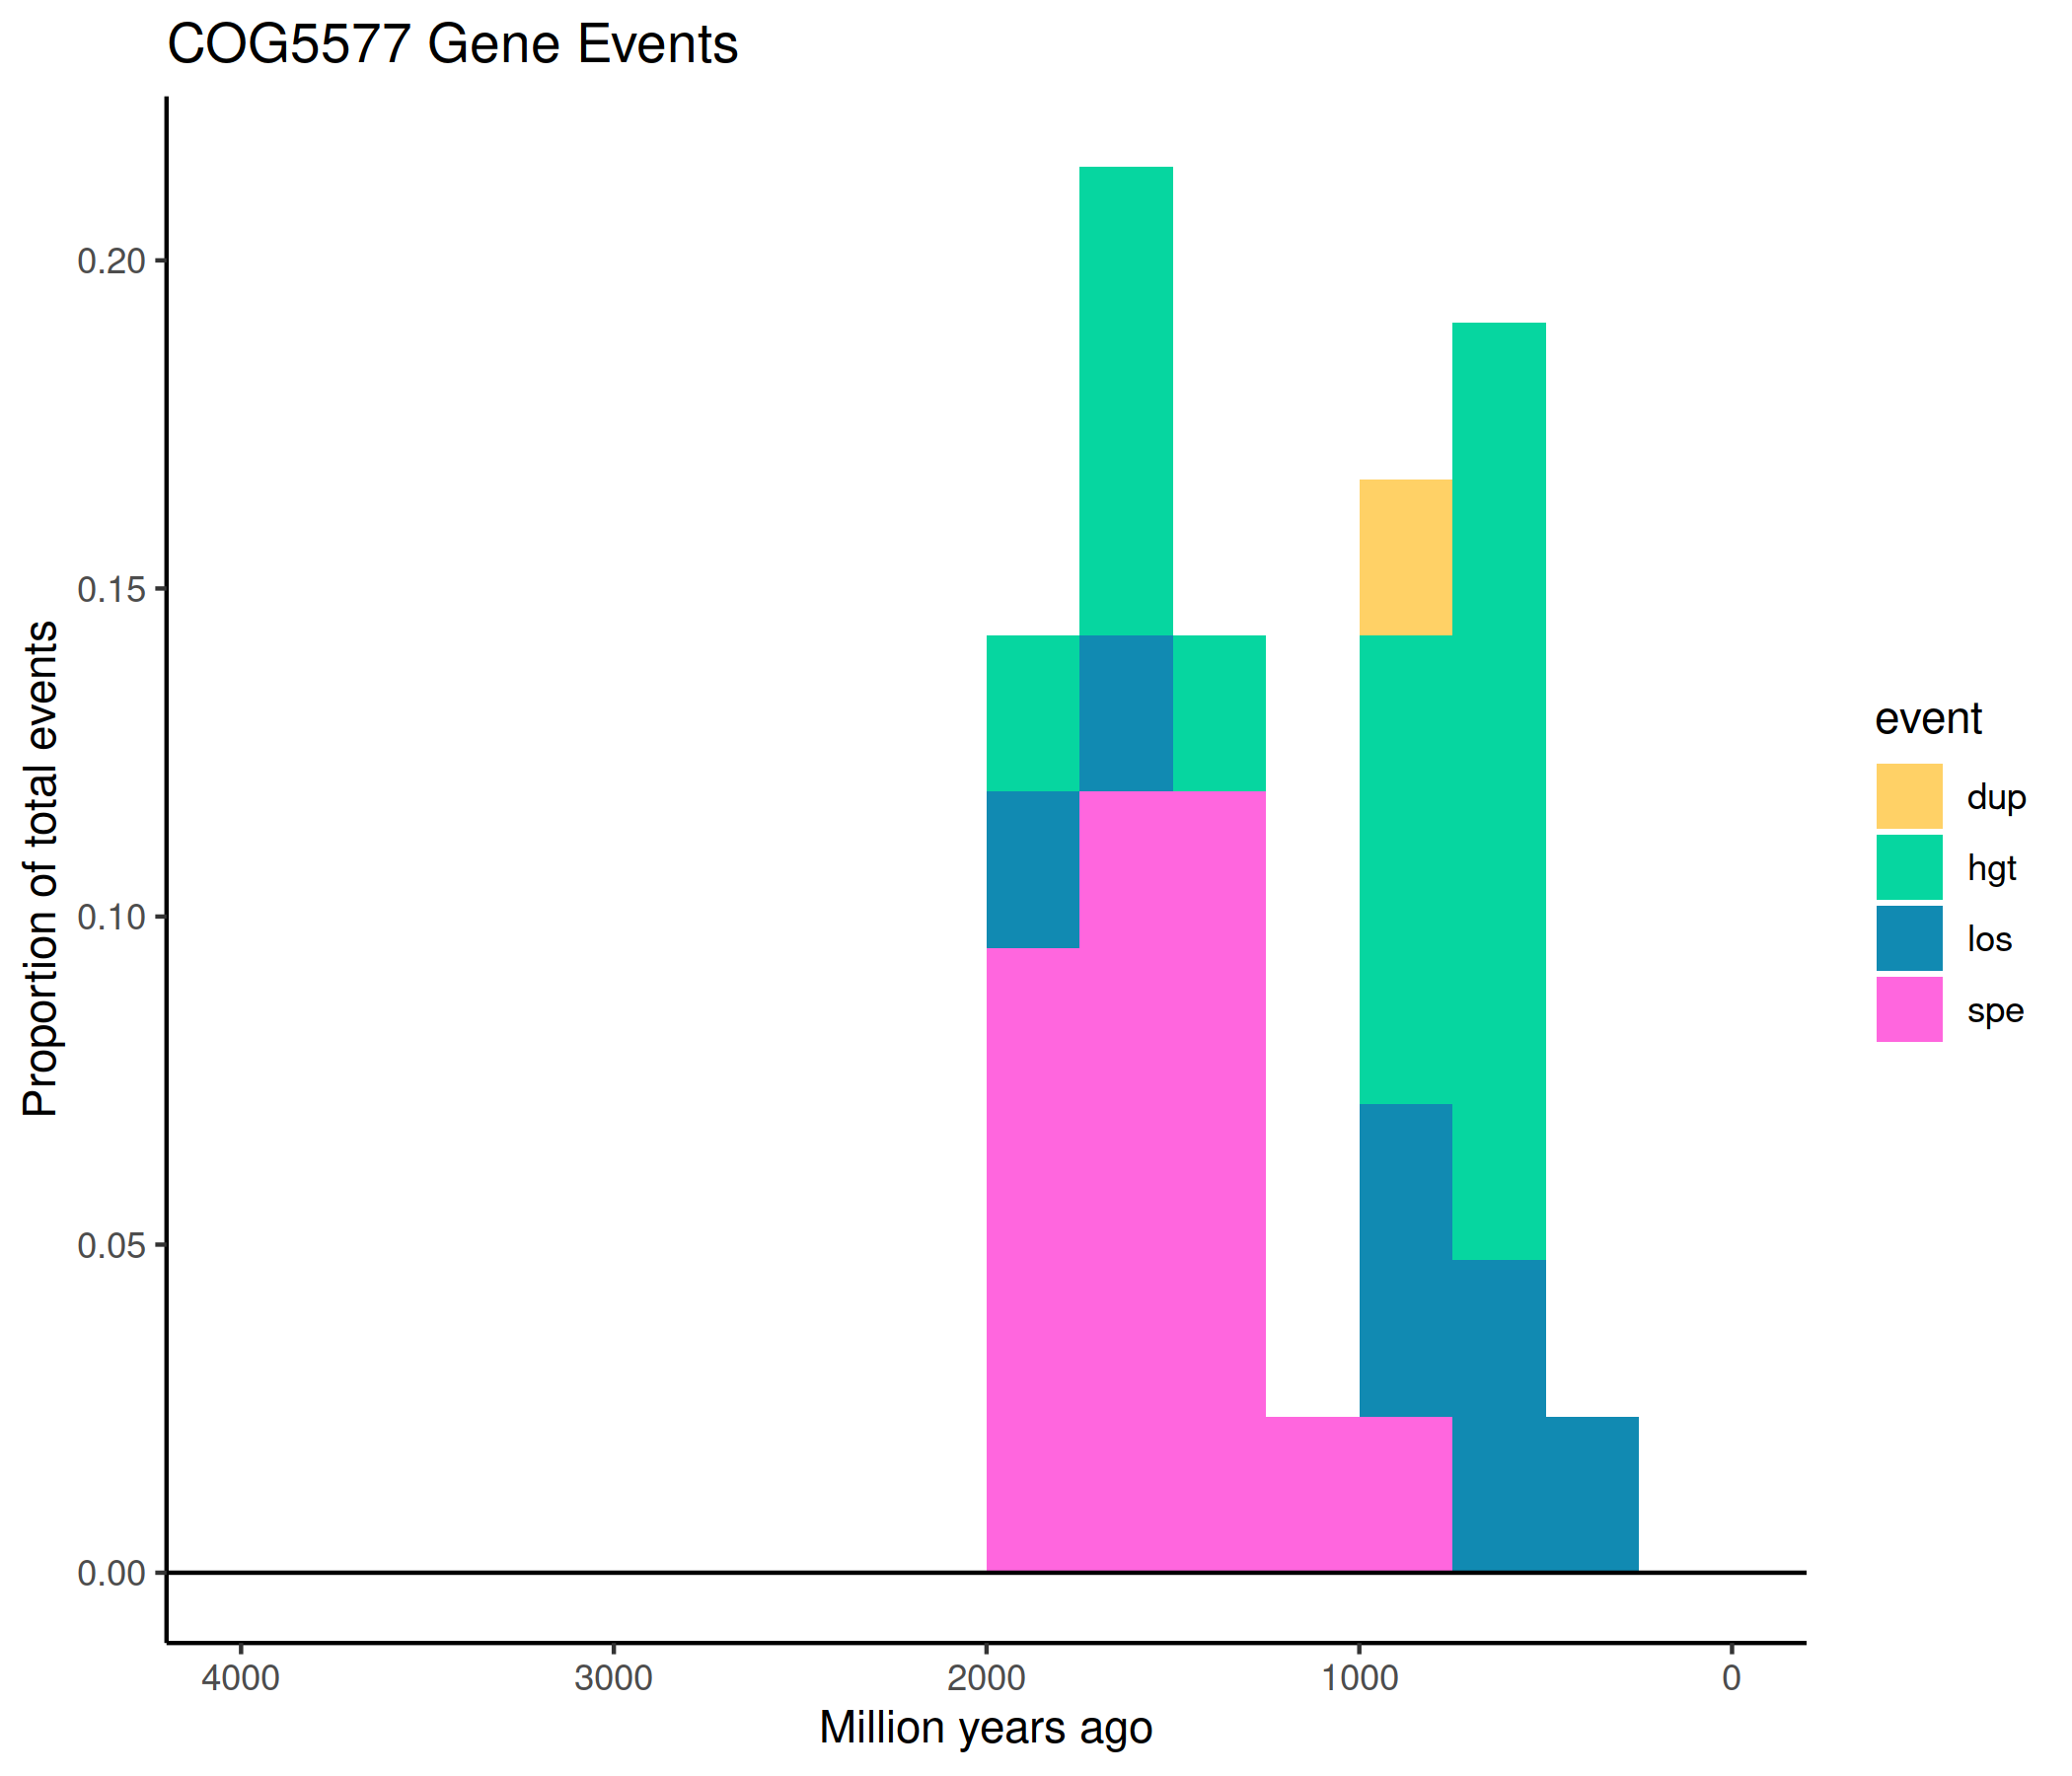 COG5577 Gene Events
Proportion of total events
0.20
0.15
0.10
0.05
0.00
4000 3000 2000 1000 0
Million years ago
event
dup
hgt
los
spe